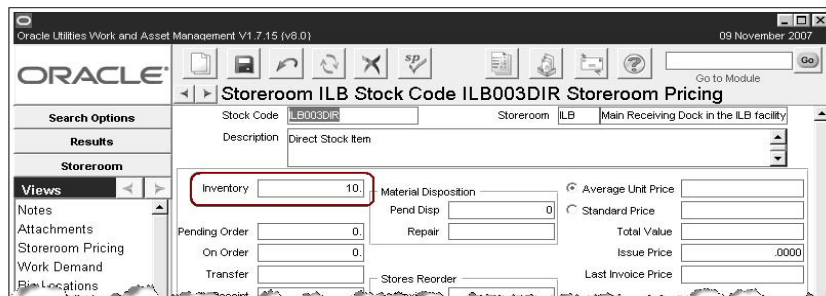 Oracle Utilities Work and Asset Management V1.7.15 (v8.0) 09 November 2007
ORACLE
Go
Go to Module
Storeroom ILB Stock Code ILB003DIR Storeroom Pricing
Search Options
Results
Storeroom
Views
Notes
Attachments
Storeroom Pricing
Work Demand
Bin Locations
Stock Code ILB003DIR Storeroom ILB Main Receiving Dock in the ILB facility
Description Direct Stock Item
Inventory 10. Material Disposition Average Unit Price
Pend Disp 0 Standard Price
Pending Order 0. Repair Total Value
On Order 0. Issue Price .0000
Transfer Stores Reorder Last Invoice Price